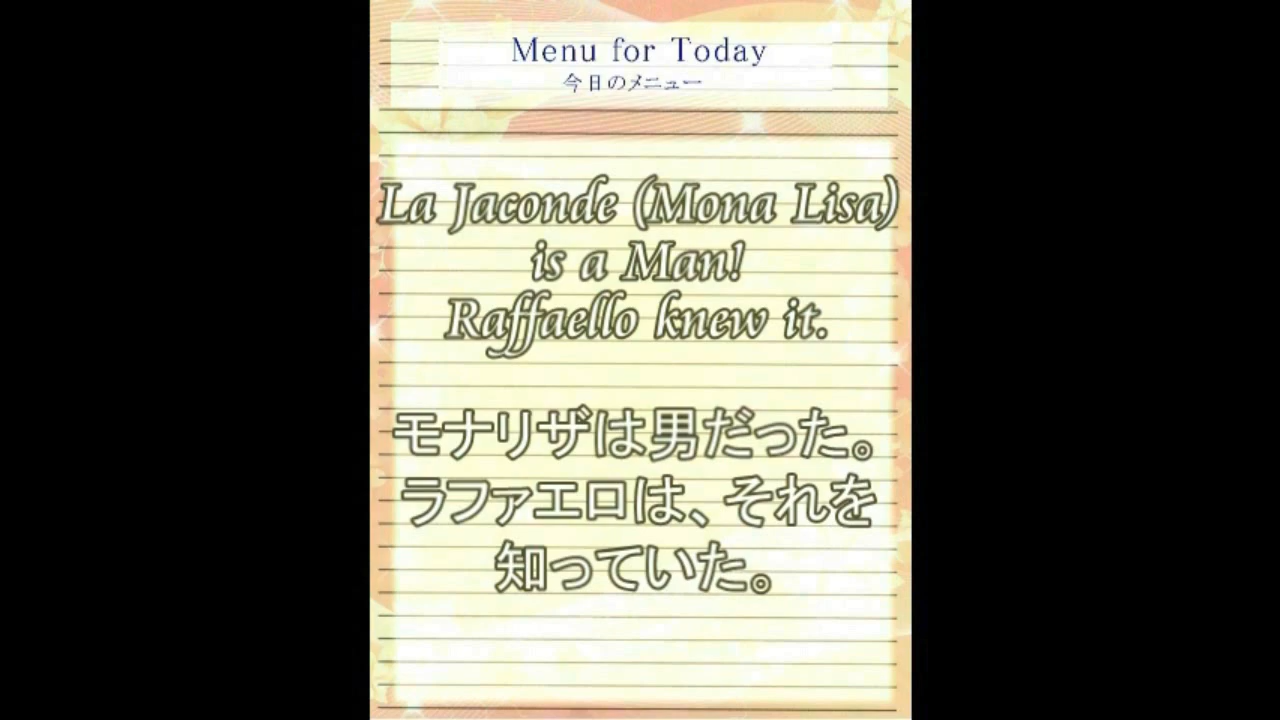 Menu for Today
今日のメニュー
La Jaconde (Mona Lisa)
is a Man!
Raffaello knew it.
モナリザは男だった。
ラファエロは、それを
知っていた。